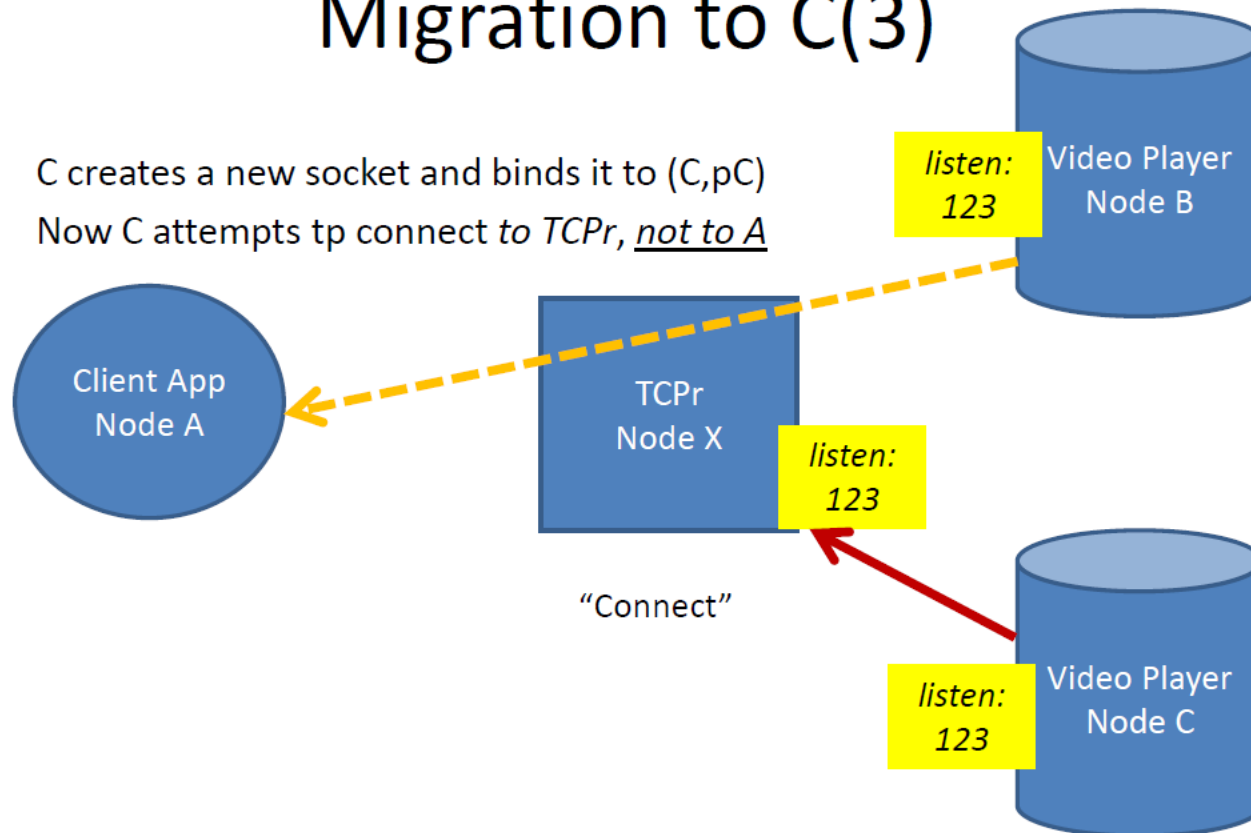 Migration to C(3)
C creates a new socket and binds it to (C,pC)
Now C attempts tp connect to TCPr, not to A
listen:
123
Video Player
Node B
Client App
Node A
TCPr
Node X
listen:
123
“Connect”
listen:
123
Video Player
Node C